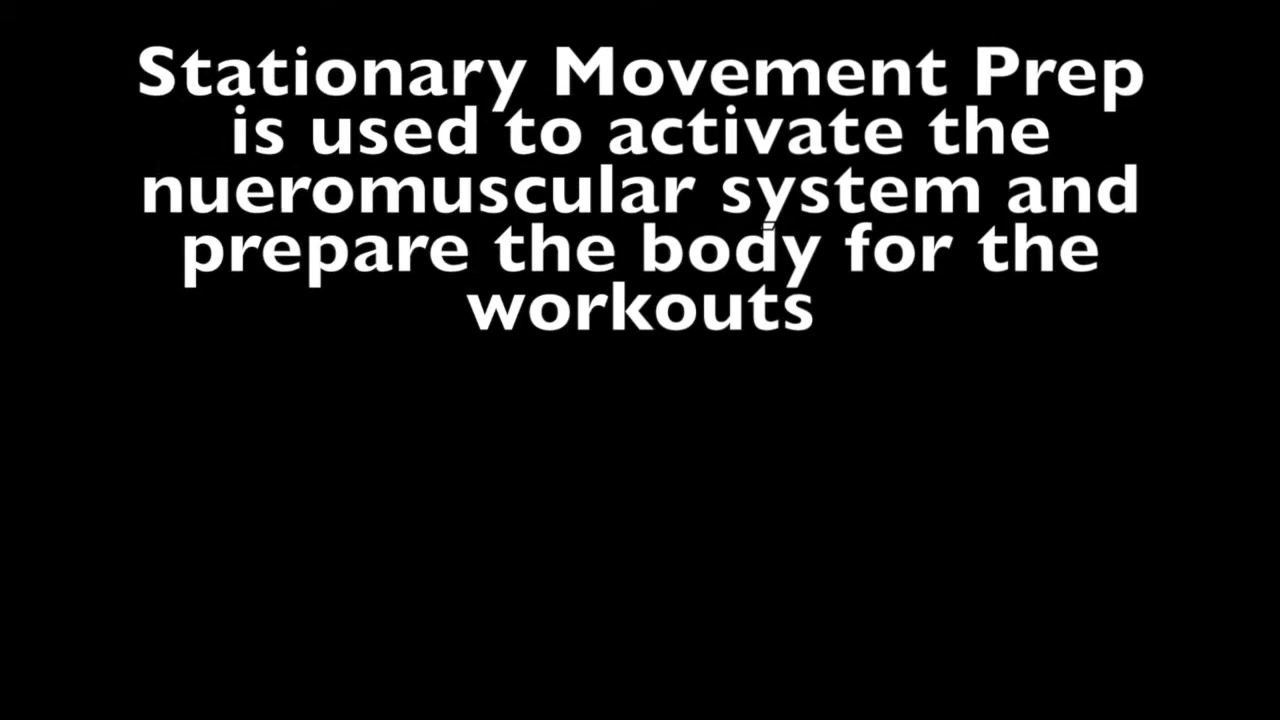 Stationary Movement Prep
is used to activate the
nueromuscular system and
prepare the body for the
workouts